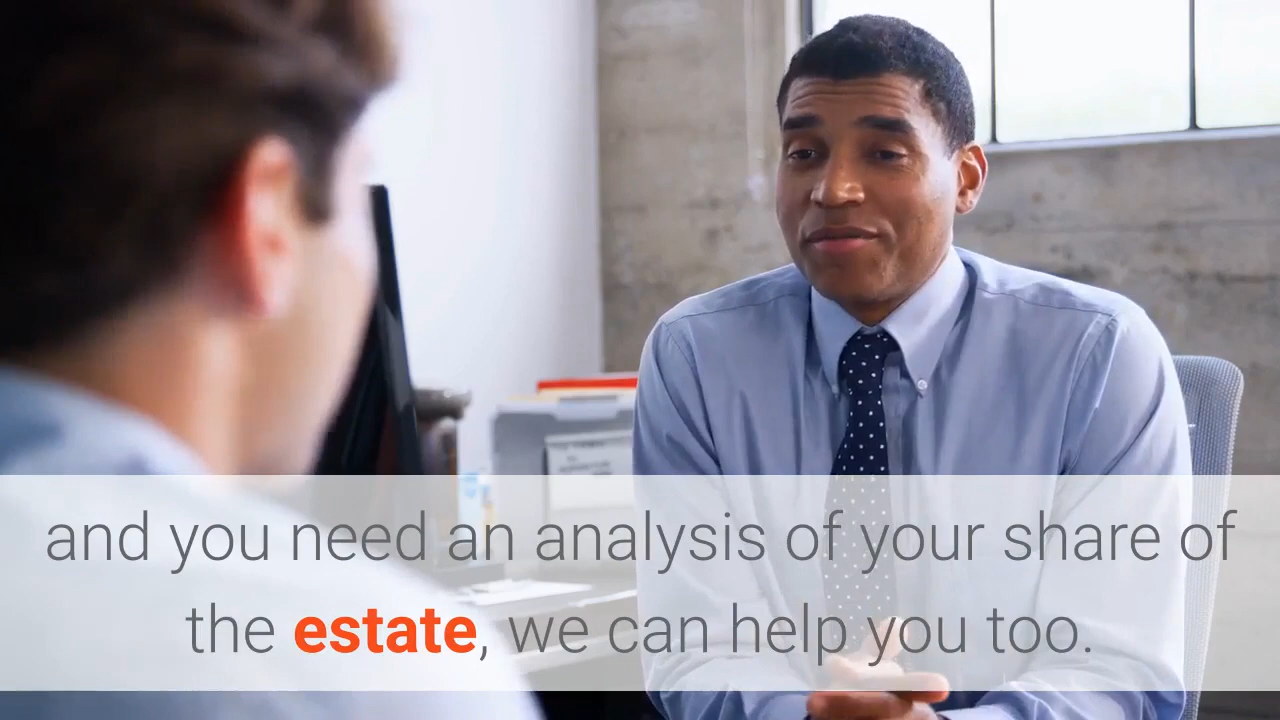 and you need an analysis of your share of
the estate, we can help you too.